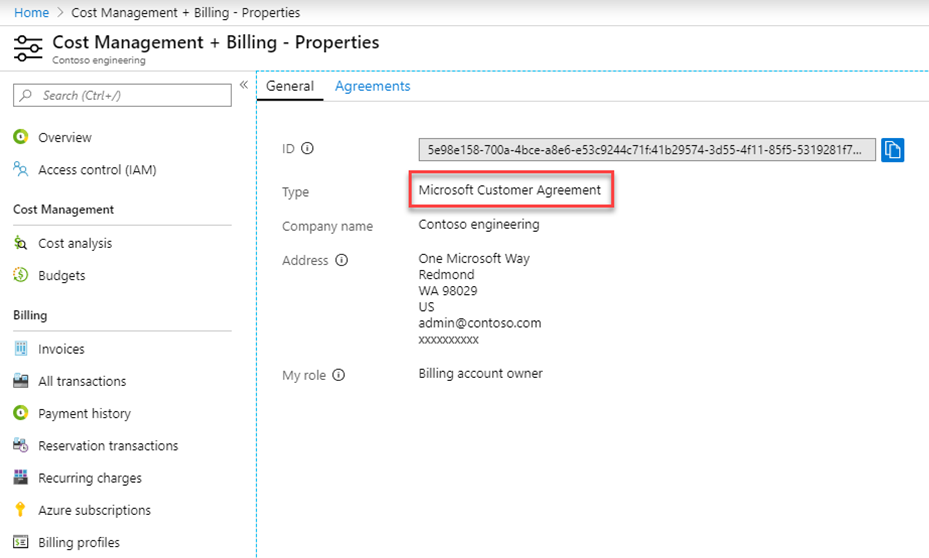 Home > Cost Management + Billing - Properties
Cost Management + Billing - Properties
Contoso engineering
Search (Ctrl+/)
«
Overview
Access control (IAM)
Cost Management
Cost analysis
Budgets
Billing
Invoices
All transactions
Payment history
Reservation transactions
Recurring charges
Azure subscriptions
Billing profiles
General Agreements
ID 5e98e158-700a-4bce-a8e6-e53c9244c71f:41b29574-3d55-4f11-85f5-5319281f7...
Type Microsoft Customer Agreement
Company name Contoso engineering
Address One Microsoft Way
Redmond
WA 98029
US
admin@contoso.com
xxxxxxxxxx
My role Billing account owner